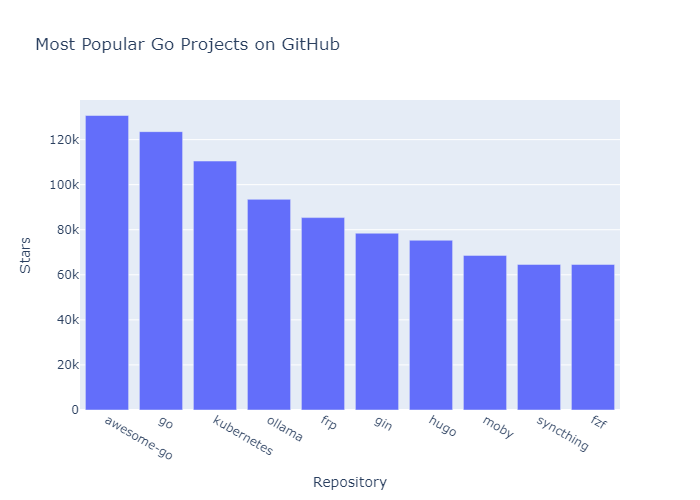 Most Popular Go Projects on GitHub
120k
100k
80k
60k
40k
20k
0
Stars
awesome-go
go
kubernetes
ollama
frp
gin
hugo
moby
syncthing
fzf
Repository